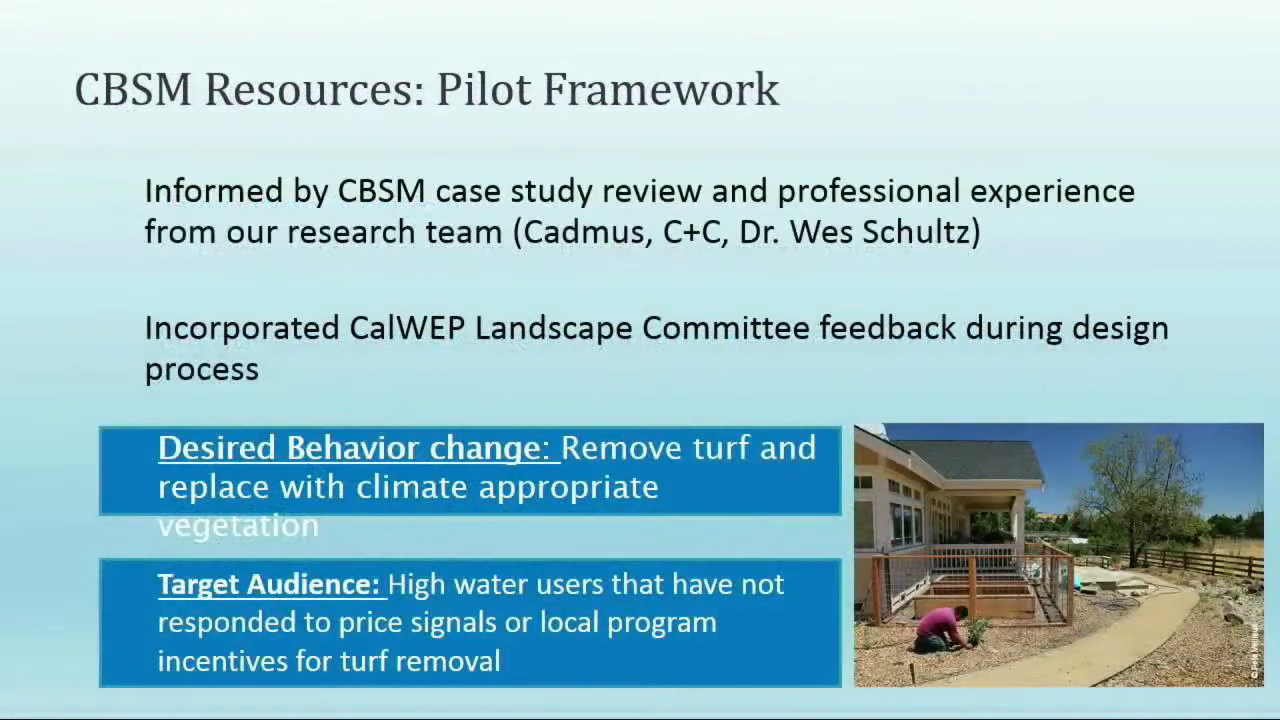 CBSM Resources: Pilot Framework
Informed by CBSM case study review and professional experience
from our research team (Cadmus, C+C, Dr. Wes Schultz)
Incorporated CalWEP Landscape Committee feedback during design
process
Desired Behavior change: Remove turf and
replace with climate appropriate
vegetation
Target Audience: High water users that have not
responded to price signals or local program
incentives for turf removal